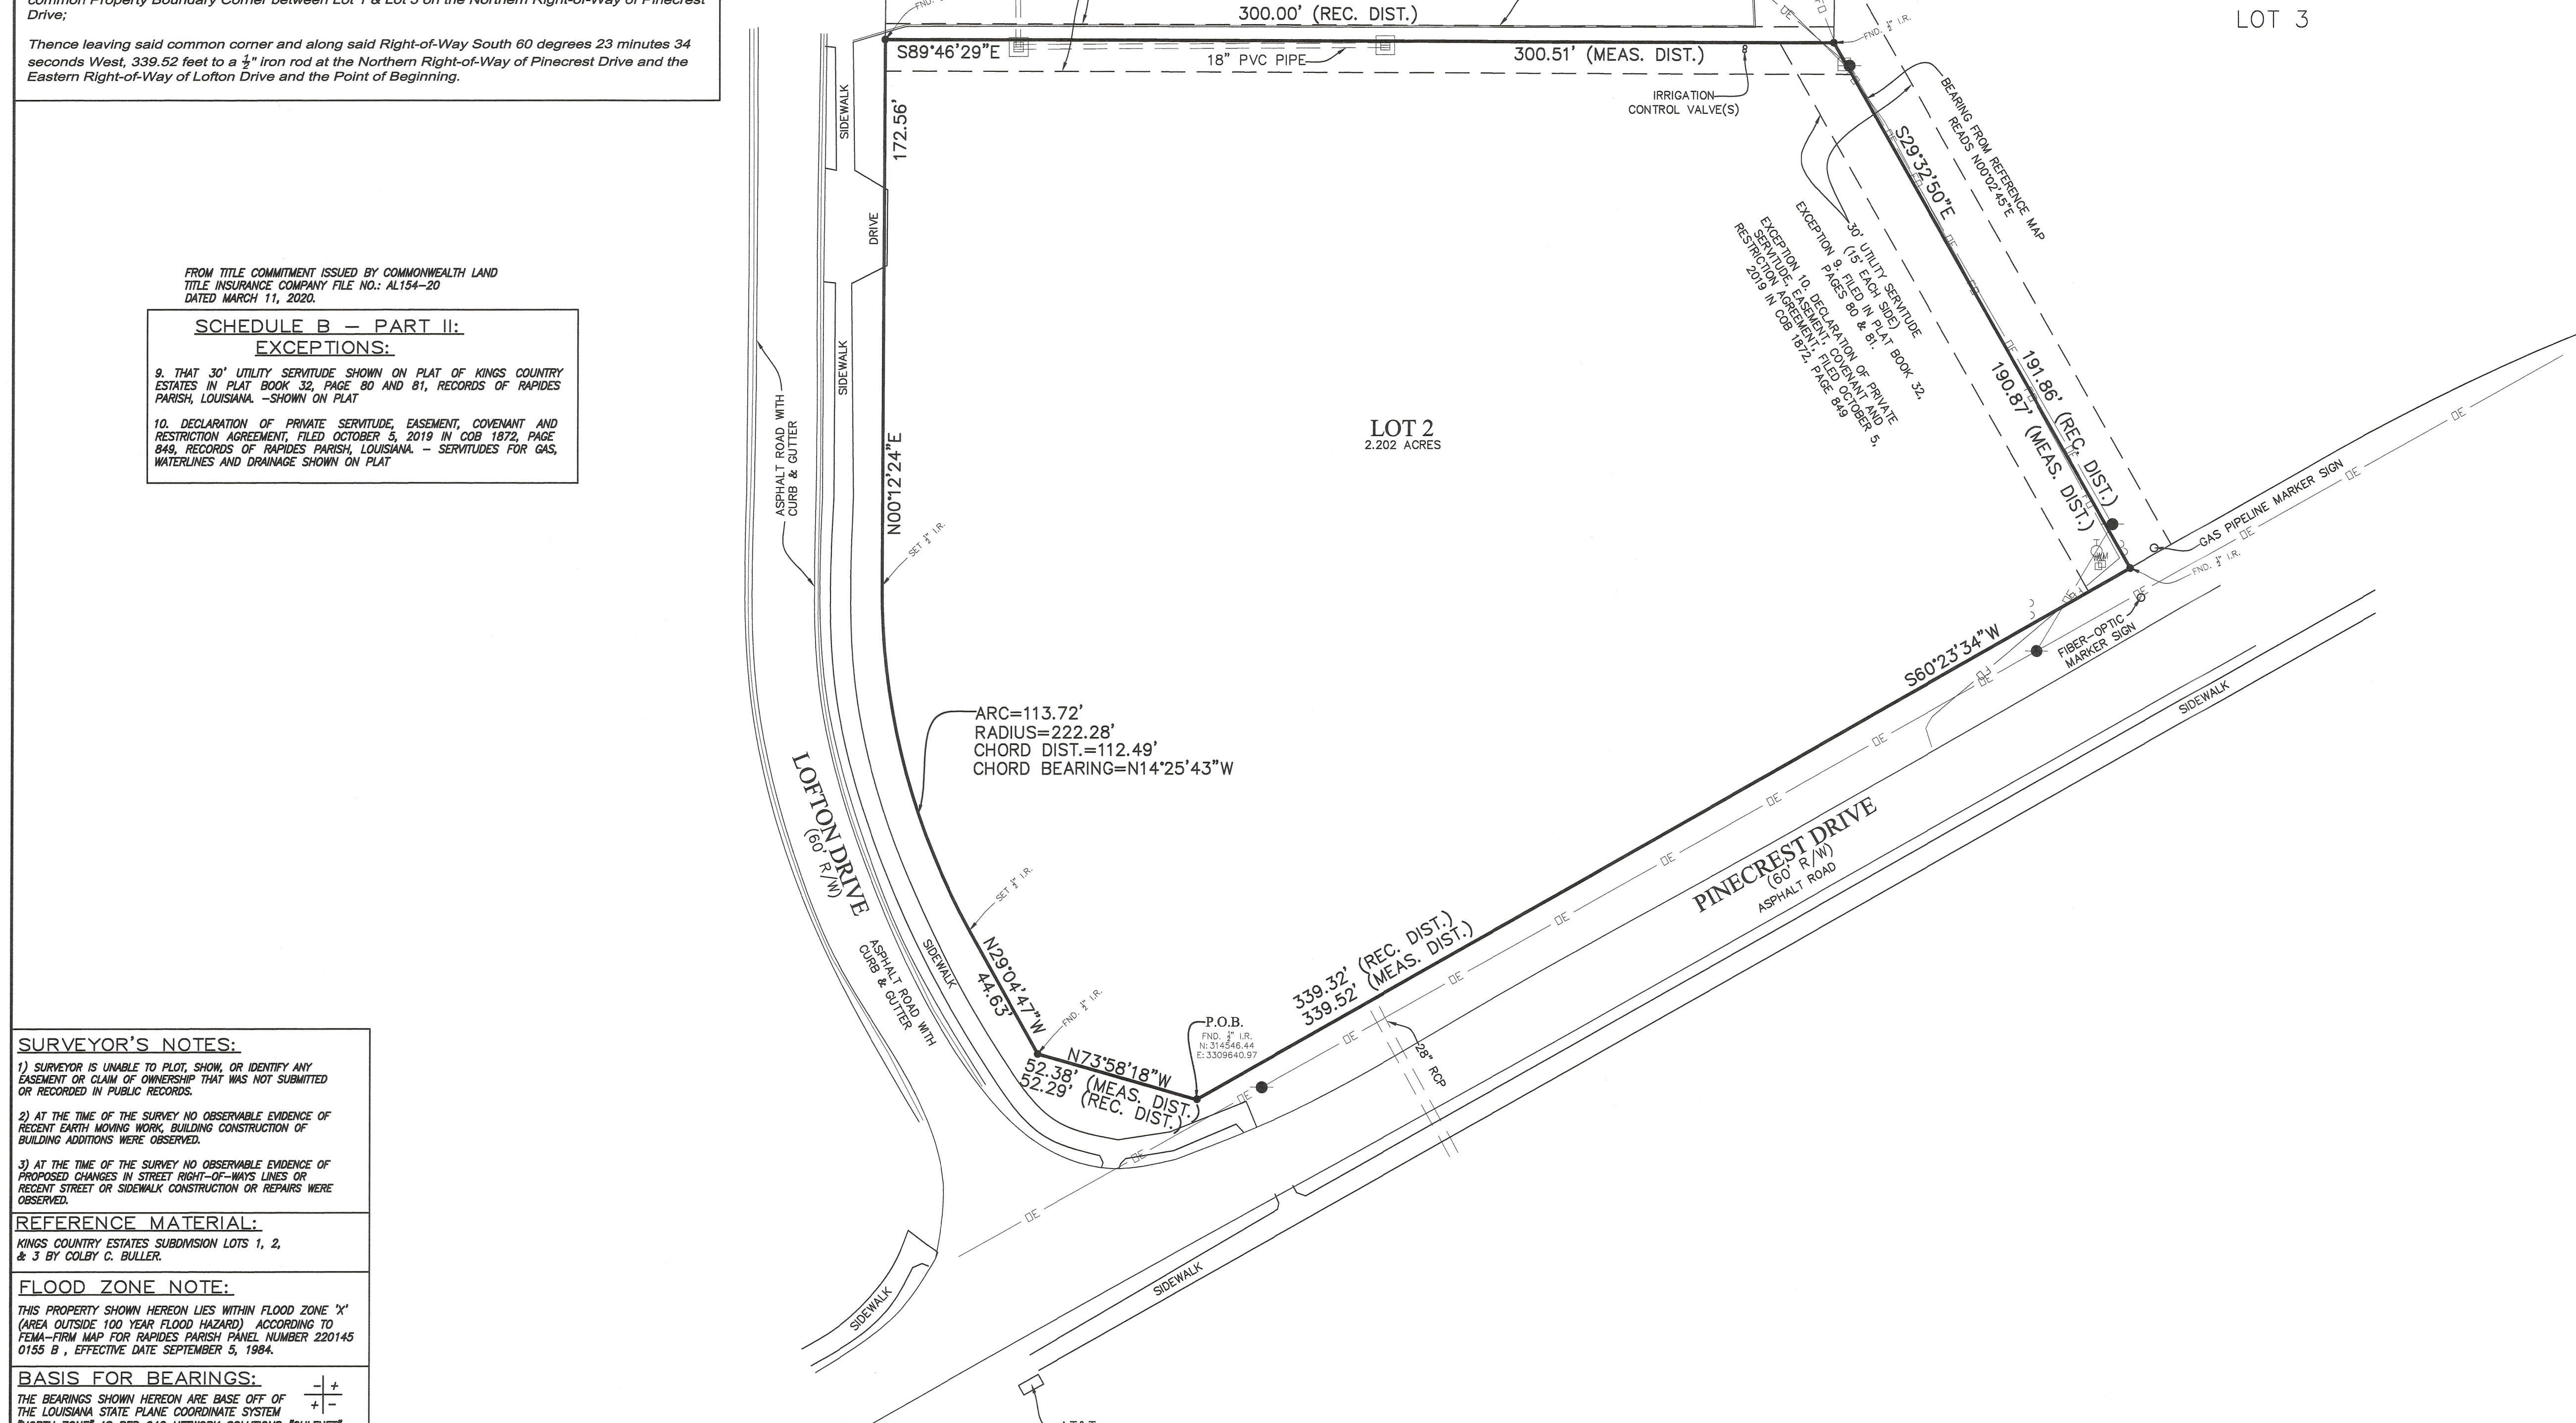 Common Property Boundary Corner between Lot 1 & Lot 3 on the Northern Right-of-Way of Pinecrest
Drive;
Thence leaving said common corner and along said Right-of-Way South 60 degrees 23 minutes 34
seconds West, 339.52 feet to a ½" iron rod at the Northern Right-of-Way of Pinecrest Drive and the
Eastern Right-of-Way of Lofton Drive and the Point of Beginning.
FROM TITLE COMMITMENT ISSUED BY COMMONWEALTH LAND
TITLE INSURANCE COMPANY FILE NO.: AL154-20
DATED MARCH 11, 2020.
SCHEDULE B – PART II:
EXCEPTIONS:
9. THAT 30' UTILITY SERVITUDE SHOWN ON PLAT OF KINGS COUNTRY
ESTATES IN PLAT BOOK 32, PAGE 80 AND 81, RECORDS OF RAPIDES
PARISH, LOUISIANA. –SHOWN ON PLAT
10. DECLARATION OF PRIVATE SERVITUDE, EASEMENT, COVENANT AND
RESTRICTION AGREEMENT, FILED OCTOBER 5, 2019 IN COB 1872, PAGE
849, RECORDS OF RAPIDES PARISH, LOUISIANA. – SERVITUDES FOR GAS,
WATERLINES AND DRAINAGE SHOWN ON PLAT
SURVEYOR'S NOTES:
1) SURVEYOR IS UNABLE TO PLOT, SHOW, OR IDENTIFY ANY
EASEMENT OR CLAIM OF OWNERSHIP THAT WAS NOT SUBMITTED
OR RECORDED IN PUBLIC RECORDS.
2) AT THE TIME OF THE SURVEY NO OBSERVABLE EVIDENCE OF
RECENT EARTH MOVING WORK, BUILDING CONSTRUCTION OF
BUILDING ADDITIONS WERE OBSERVED.
3) AT THE TIME OF THE SURVEY NO OBSERVABLE EVIDENCE OF
PROPOSED CHANGES IN STREET RIGHT-OF-WAYS LINES OR
RECENT STREET OR SIDEWALK CONSTRUCTION OR REPAIRS WERE
OBSERVED.
REFERENCE MATERIAL:
KINGS COUNTRY ESTATES SUBDIVISION LOTS 1, 2,
& 3 BY COLBY C. BULLER.
FLOOD ZONE NOTE:
THIS PROPERTY SHOWN HEREON LIES WITHIN FLOOD ZONE 'X'
(AREA OUTSIDE 100 YEAR FLOOD HAZARD) ACCORDING TO
FEMA-FIRM MAP FOR RAPIDES PARISH PANEL NUMBER 220145
0155 B , EFFECTIVE DATE SEPTEMBER 5, 1984.
BASIS FOR BEARINGS:
THE BEARINGS SHOWN HEREON ARE BASE OFF OF
THE LOUISIANA STATE PLANE COORDINATE SYSTEM
300.00' (REC. DIST.)
LOT 3
S89°46'29"E
18" PVC PIPE
300.51' (MEAS. DIST.)
FND. ½" I.R.
IRRIGATION
CONTROL VALVE(S)
SIDEWALK
172.56'
DRIVE
SIDEWALK
ASPHALT ROAD WITH
CURB & GUTTER
N00°12'24"E
SET ½" I.R.
BEARING FROM REFERENCE MAP
READS N00°02'45"E
S29°32'50"E
30' UTILITY SERVITUDE
(15' EACH SIDE)
EXCEPTION 9. FILED IN PLAT BOOK 32,
PAGES 80 & 81.
EXCEPTION 10. DECLARATION OF PRIVATE
SERVITUDE, EASEMENT, COVENANT AND
RESTRICTION AGREEMENT, FILED OCTOBER 5,
2019 IN COB 1872, PAGE 849
191.86' (REC. DIST.)
190.87' (MEAS. DIST.)
LOT 2
2.202 ACRES
GAS PIPELINE MARKER SIGN
FND. ½" I.R.
FIBER-OPTIC
MARKER SIGN
S60°23'34"W
SIDEWALK
ARC=113.72'
RADIUS=222.28'
CHORD DIST.=112.49'
CHORD BEARING=N14°25'43"W
LOFTON DRIVE
(60' R/W)
ASPHALT ROAD WITH
CURB & GUTTER
SIDEWALK
SET ½" I.R.
PINECREST DRIVE
(60' R/W)
ASPHALT ROAD
N29°04'47"W
44.63'
FND. ½" I.R.
339.32' (REC. DIST.)
339.52' (MEAS. DIST.)
P.O.B.
FND. ½" I.R.
N: 314546.44
E: 3309640.97
N73°58'18"W
52.38' (MEAS. DIST.)
52.29' (REC. DIST.)
28" RCP
OE
SIDEWALK
SIDEWALK